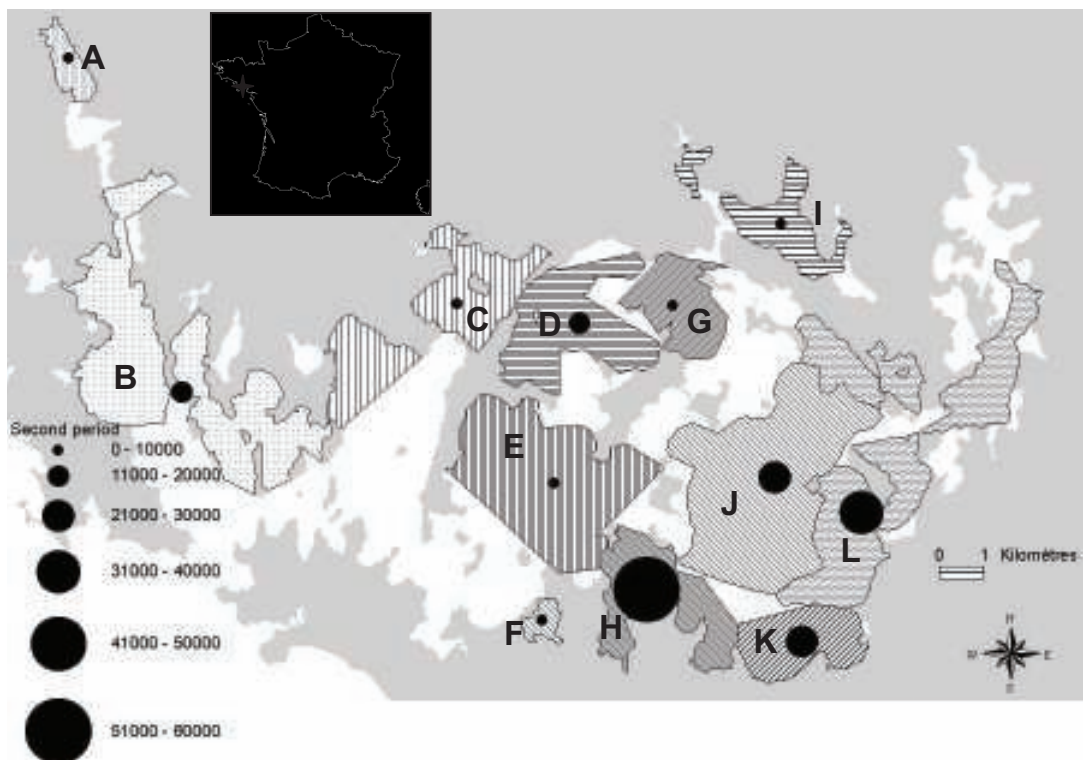 A
I
C
D
G
B
Second period
0 - 10000
11000 - 20000
21000 - 30000
31000 - 40000
41000 - 50000
51000 - 60000
E
J
L
0 1 Kilomètres
F
H
K
N
W E
S